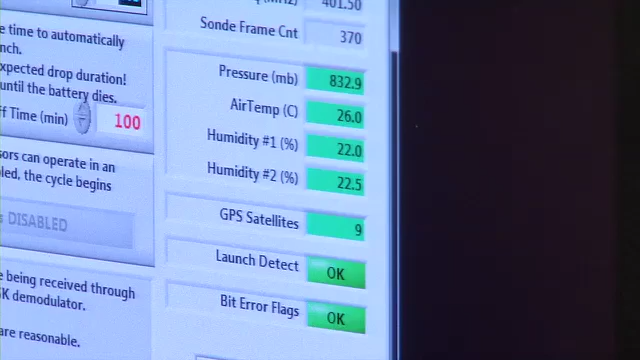 401.50
e time to automatically
nch.
xpected drop duration!
until the battery dies.
ff Time (min) 100
sors can operate in an
led, the cycle begins
s DISABLED
e being received through
K demodulator.
are reasonable.
Sonde Frame Cnt 370
Pressure (mb) 832.9
AirTemp (C) 26.0
Humidity #1 (%) 22.0
Humidity #2 (%) 22.5
GPS Satellites 9
Launch Detect OK
Bit Error Flags OK